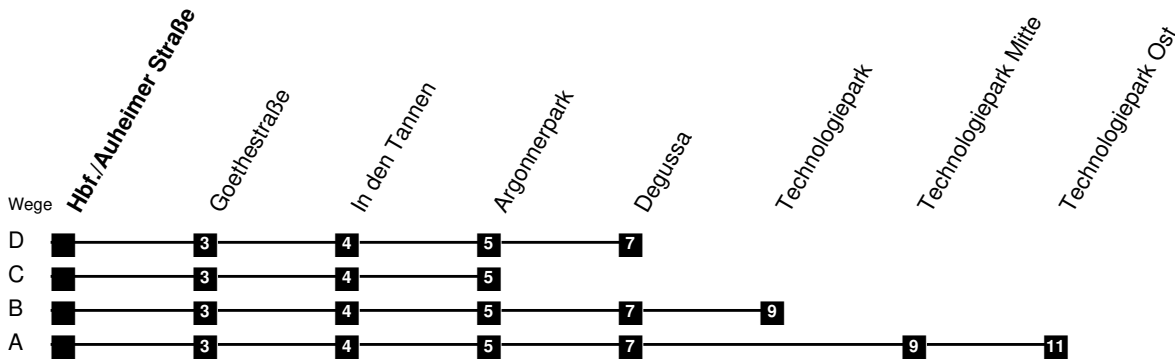 Wege
Hbf./Auheimer Straße
Goethestraße
In den Tannen
Argonnerpark
Degussa
Technologiepark
Technologiepark Mitte
Technologiepark Ost
D 3 4 5 7
C 3 4 5
B 3 4 5 7 9
A 3 4 5 7 9 11